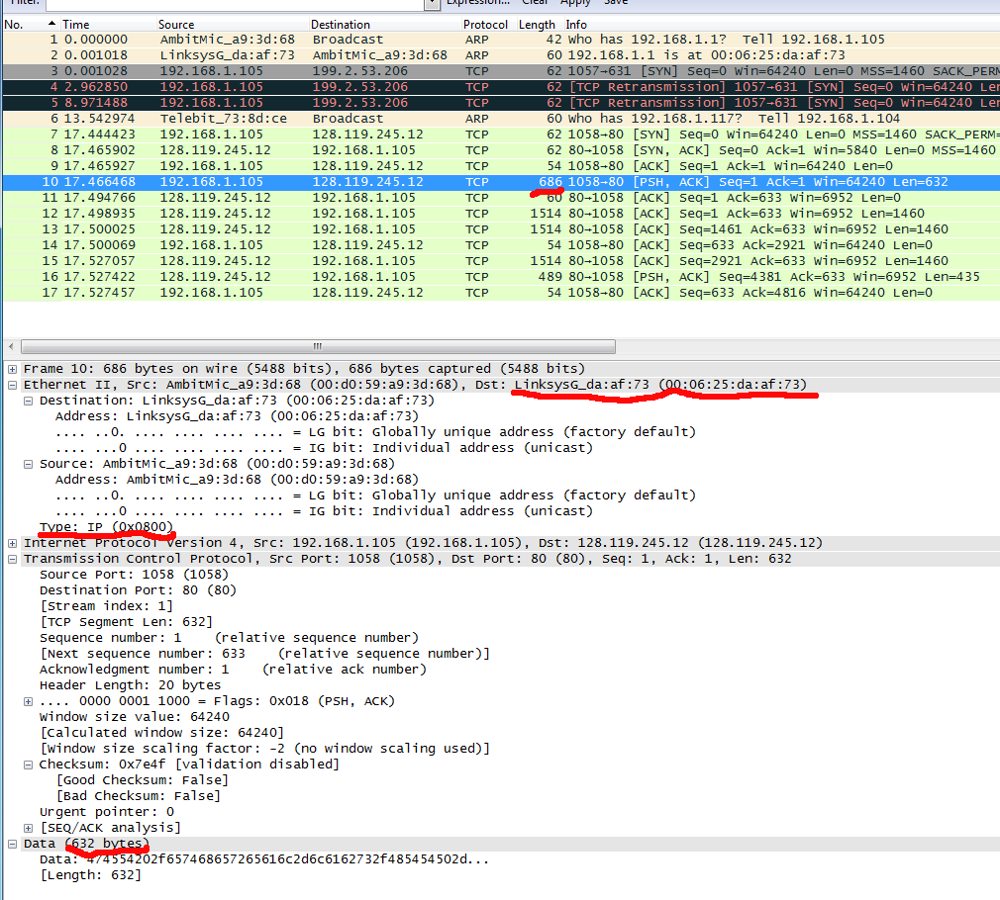 Filter: Expression... Clear Apply Save
No. Time Source Destination Protocol Length Info
1 0.000000 AmbitMic_a9:3d:68 Broadcast ARP 42 Who has 192.168.1.1? Tell 192.168.1.105
2 0.001018 LinksysG_da:af:73 AmbitMic_a9:3d:68 ARP 60 192.168.1.1 is at 00:06:25:da:af:73
3 0.001028 192.168.1.105 199.2.53.206 TCP 62 1057→631 [SYN] Seq=0 Win=64240 Len=0 MSS=1460 SACK_PERM
4 2.962850 192.168.1.105 199.2.53.206 TCP 62 [TCP Retransmission] 1057→631 [SYN] Seq=0 Win=64240 Len
5 8.971488 192.168.1.105 199.2.53.206 TCP 62 [TCP Retransmission] 1057→631 [SYN] Seq=0 Win=64240 Len
6 13.542974 Telebit_73:8d:ce Broadcast ARP 60 Who has 192.168.1.117? Tell 192.168.1.104
7 17.444423 192.168.1.105 128.119.245.12 TCP 62 1058→80 [SYN] Seq=0 Win=64240 Len=0 MSS=1460 SACK_PERM=
8 17.465902 128.119.245.12 192.168.1.105 TCP 62 80→1058 [SYN, ACK] Seq=0 Ack=1 Win=5840 Len=0 MSS=1460
9 17.465927 192.168.1.105 128.119.245.12 TCP 54 1058→80 [ACK] Seq=1 Ack=1 Win=64240 Len=0
10 17.466468 192.168.1.105 128.119.245.12 TCP 686 1058→80 [PSH, ACK] Seq=1 Ack=1 Win=64240 Len=632
11 17.494766 128.119.245.12 192.168.1.105 TCP 60 80→1058 [ACK] Seq=1 Ack=633 Win=6952 Len=0
12 17.498935 128.119.245.12 192.168.1.105 TCP 1514 80→1058 [ACK] Seq=1 Ack=633 Win=6952 Len=1460
13 17.500025 128.119.245.12 192.168.1.105 TCP 1514 80→1058 [ACK] Seq=1461 Ack=633 Win=6952 Len=1460
14 17.500069 192.168.1.105 128.119.245.12 TCP 54 1058→80 [ACK] Seq=633 Ack=2921 Win=64240 Len=0
15 17.527057 128.119.245.12 192.168.1.105 TCP 1514 80→1058 [ACK] Seq=2921 Ack=633 Win=6952 Len=1460
16 17.527422 128.119.245.12 192.168.1.105 TCP 489 80→1058 [PSH, ACK] Seq=4381 Ack=633 Win=6952 Len=435
17 17.527457 192.168.1.105 128.119.245.12 TCP 54 1058→80 [ACK] Seq=633 Ack=4816 Win=64240 Len=0
Frame 10: 686 bytes on wire (5488 bits), 686 bytes captured (5488 bits)
Ethernet II, Src: AmbitMic_a9:3d:68 (00:d0:59:a9:3d:68), Dst: LinksysG_da:af:73 (00:06:25:da:af:73)
Destination: LinksysG_da:af:73 (00:06:25:da:af:73)
Address: LinksysG_da:af:73 (00:06:25:da:af:73)
.... ..0. .... .... .... .... = LG bit: Globally unique address (factory default)
.... ...0 .... .... .... .... = IG bit: Individual address (unicast)
Source: AmbitMic_a9:3d:68 (00:d0:59:a9:3d:68)
Address: AmbitMic_a9:3d:68 (00:d0:59:a9:3d:68)
.... ..0. .... .... .... .... = LG bit: Globally unique address (factory default)
.... ...0 .... .... .... .... = IG bit: Individual address (unicast)
Type: IP (0x0800)
Internet Protocol Version 4, Src: 192.168.1.105 (192.168.1.105), Dst: 128.119.245.12 (128.119.245.12)
Transmission Control Protocol, Src Port: 1058 (1058), Dst Port: 80 (80), Seq: 1, Ack: 1, Len: 632
Source Port: 1058 (1058)
Destination Port: 80 (80)
[Stream index: 1]
[TCP Segment Len: 632]
Sequence number: 1 (relative sequence number)
[Next sequence number: 633 (relative sequence number)]
Acknowledgment number: 1 (relative ack number)
Header Length: 20 bytes
.... 0000 0001 1000 = Flags: 0x018 (PSH, ACK)
Window size value: 64240
[Calculated window size: 64240]
[Window size scaling factor: -2 (no window scaling used)]
Checksum: 0x7e4f [validation disabled]
[Good Checksum: False]
[Bad Checksum: False]
Urgent pointer: 0
[SEQ/ACK analysis]
Data (632 bytes)
Data: 474554202f657468657265616c2d6c6162732f485454502d...
[Length: 632]